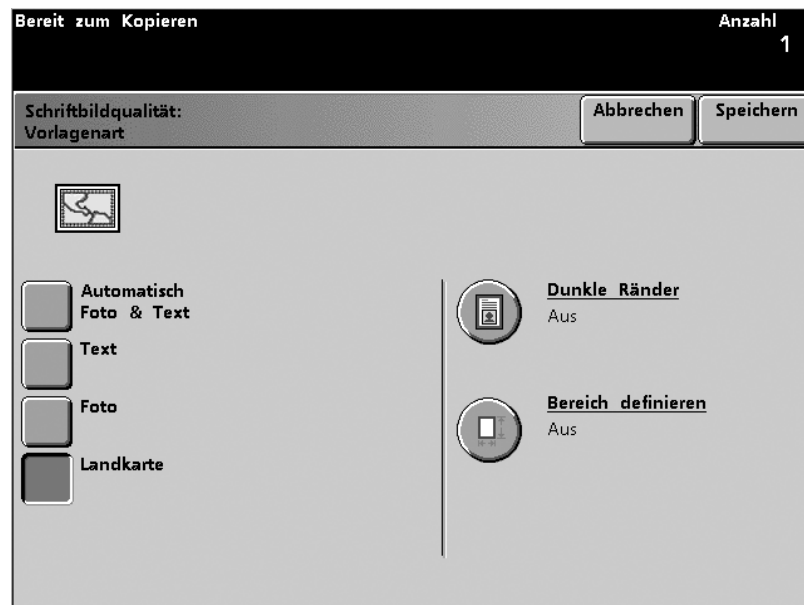 Bereit zum Kopieren
Anzahl
1
Schriftbildqualität:
Vorlagenart
Abbrechen
Speichern
Automatisch
Foto & Text
Text
Foto
Landkarte
Dunkle Ränder
Aus
Bereich definieren
Aus